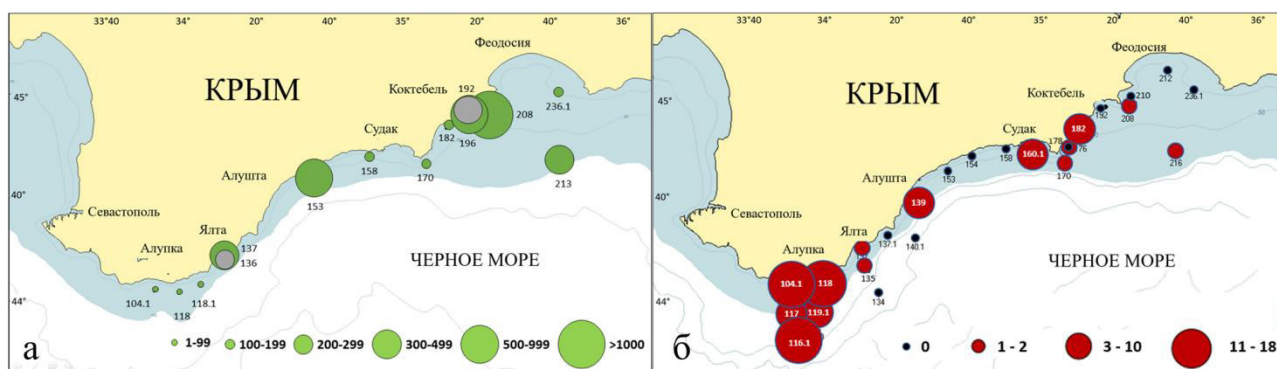 33°40' 34° 20° 40° 35° 20° 40° 36°
Феодосия
КРЫМ
Коктебель
192
236.1
45°
208
182
196
Судак
158
170
213
Алушта
153
40°
Севастополь
Ялта
137
136
Алупка
ЧЕРНОЕ МОРЕ
104.1
118.1
118
44°
а
1-99 100-199 200-299 300-499 500-999 >1000
33°40 34° 20° 40° 35° 20° 40° 36°
Феодосия
212
КРЫМ
Коктебель
210
236.1
45°
192
208
182
Судак
178
76
160.1
158
154
170
216
153
Алушта
40°
139
Севастополь
Ялта
137.1
140.1
Алупка
135
ЧЕРНОЕ МОРЕ
104.1
118
134
44°
117
119.1
116.1
б
0 1 - 2 3 - 10 11 - 18